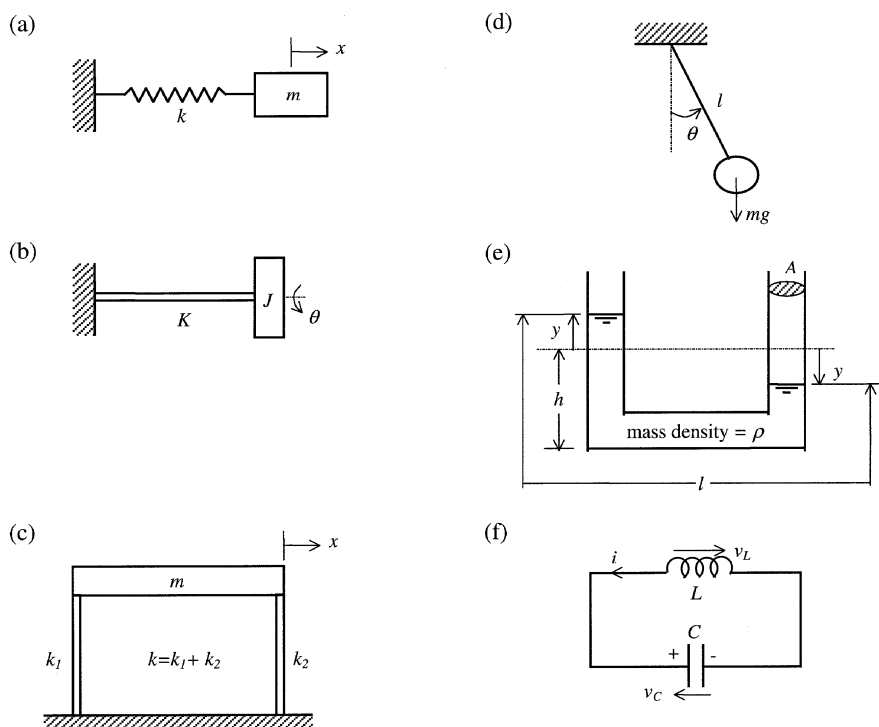 (a)
x
m
k
(b)
K
J
θ
(c)
x
m
k₁
k=k₁+ k₂
k₂
(d)
l
θ
mg
(e)
A
y
y
h
mass density = ρ
l
(f)
i
v_L
L
C
+
-
v_C